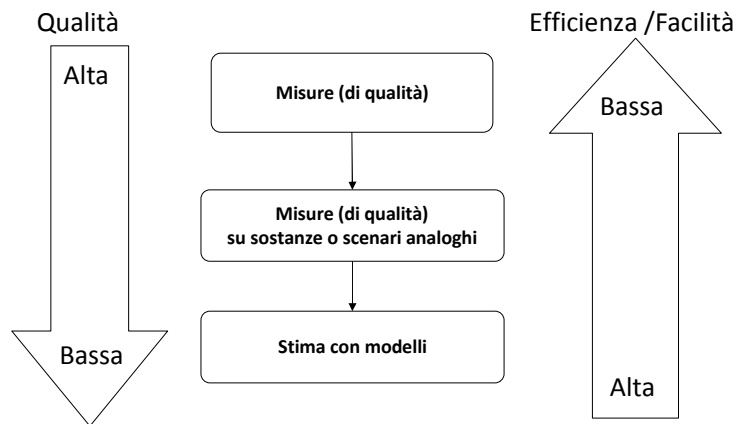 Qualità
Efficienza /Facilità
Alta
Misure (di qualità)
Bassa
Misure (di qualità)
su sostanze o scenari analoghi
Stima con modelli
Bassa
Alta